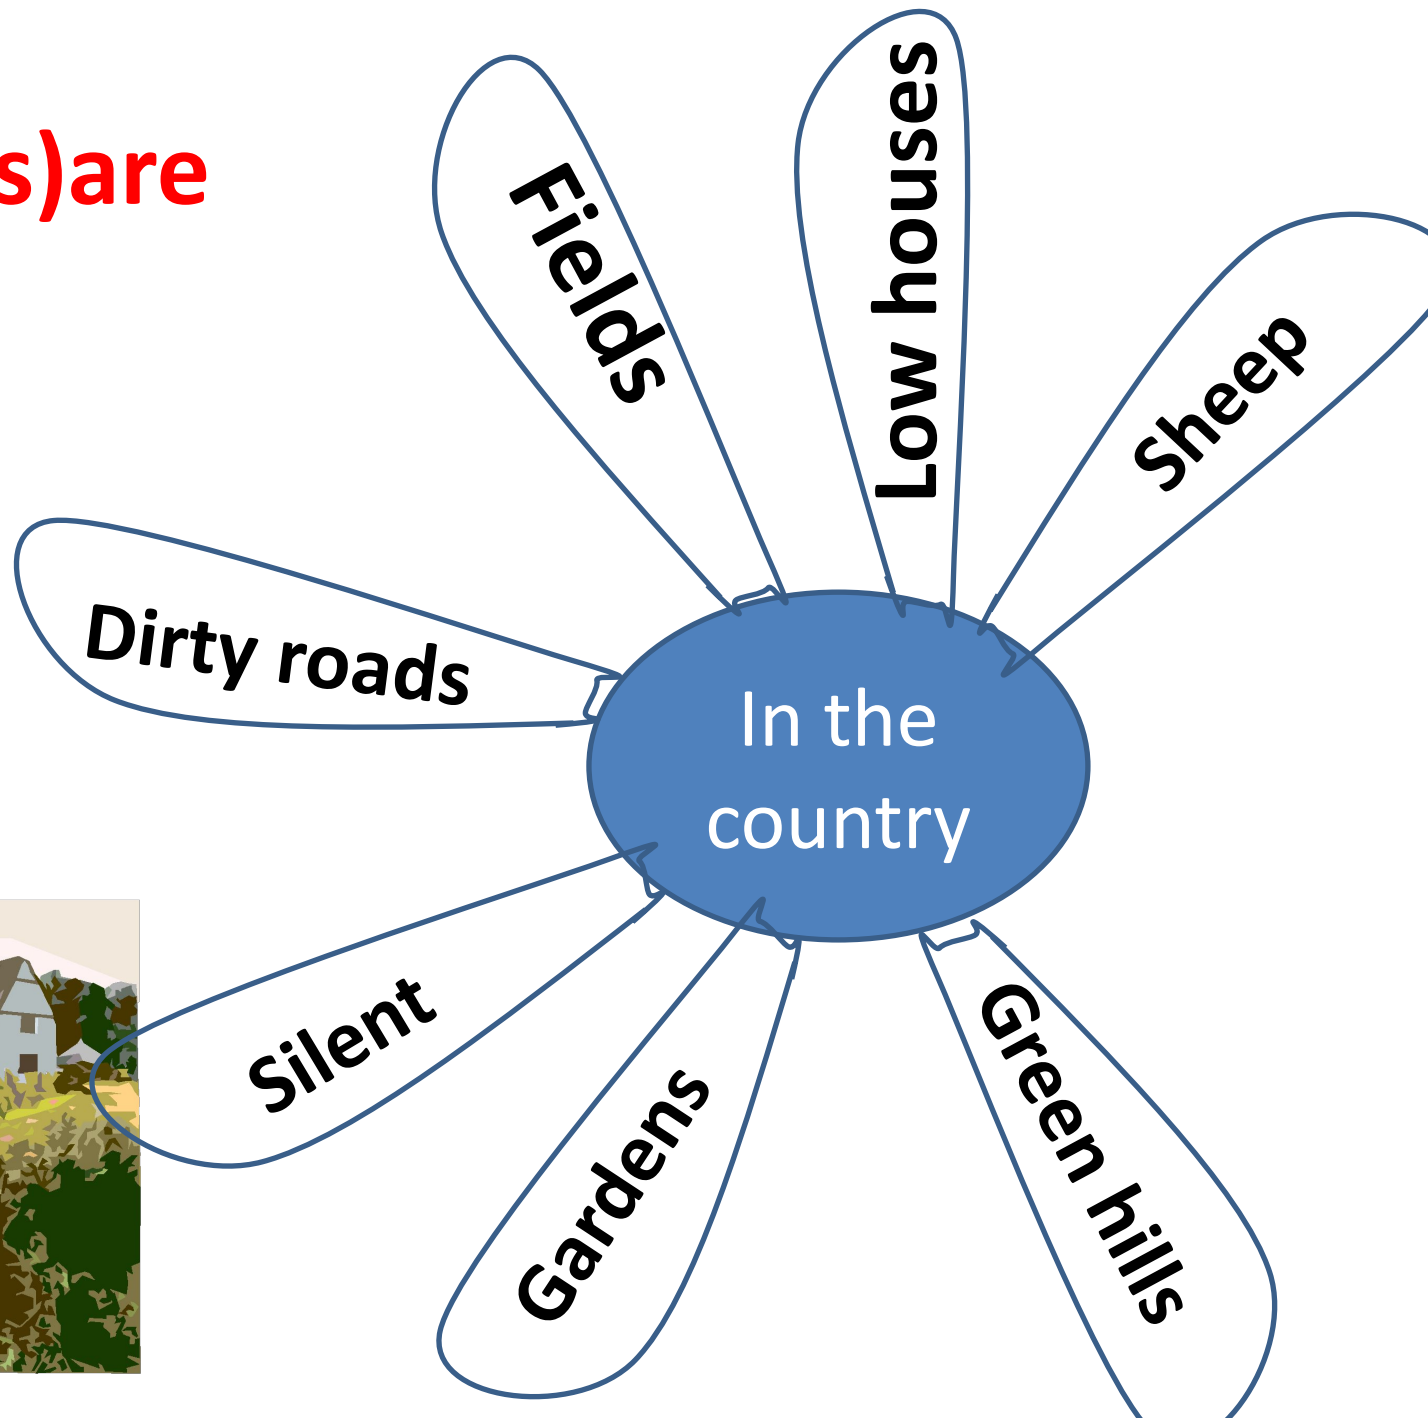 s)are
Fields
Low houses
Sheep
Dirty roads
In the
country
Silent
Gardens
Green hills